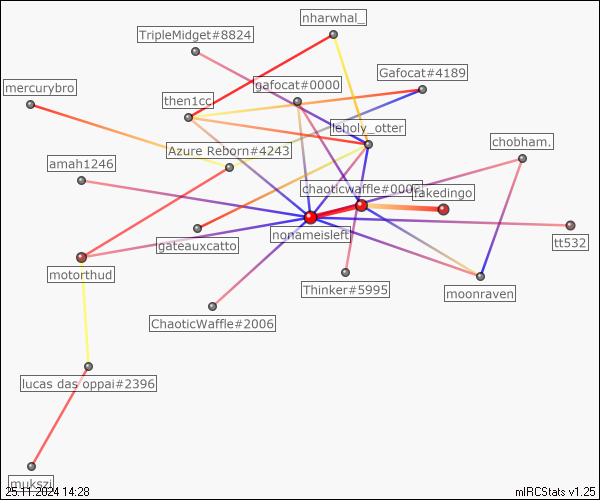 nharwhal_
TripleMidget#8824
Gafocat#4189
gafocat#0000
mercurybro
then1cc
leholy_otter
chobham.
Azure Reborn#4243
amah1246
chaoticwaffle#000
fakedingo
nonameisleft
tt532
gateauxcatto
motorthud
Thinker#5995
moonraven
ChaoticWaffle#2006
lucas das oppai#2396
mukszi
25.11.2024 14:28
mIRCStats v1.25